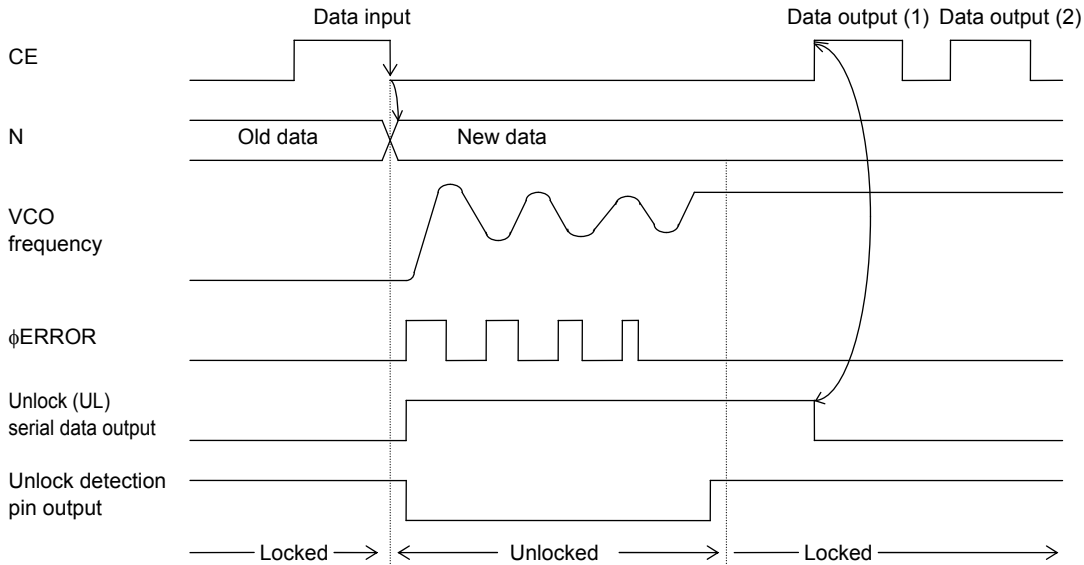 Data input
Data output (1)
Data output (2)
CE
N
Old data
New data
VCO
frequency
ϕERROR
Unlock (UL)
serial data output
Unlock detection
pin output
Locked
Unlocked
Locked